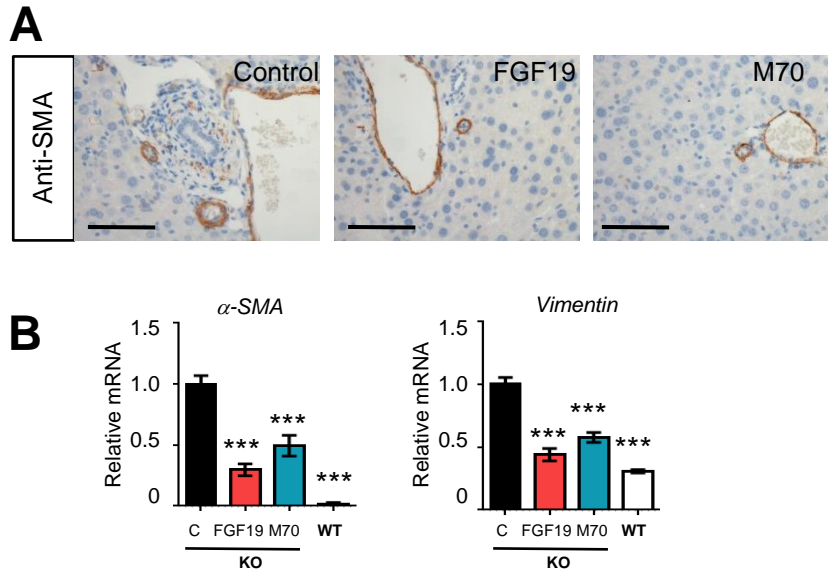 A
Anti-SMA
Control
FGF19
M70
B
α-SMA
Relative mRNA
1.5
1.0
0.5
0
***
***
***
C FGF19 M70 WT
KO
Vimentin
Relative mRNA
1.5
1.0
0.5
0
***
***
***
C FGF19 M70 WT
KO